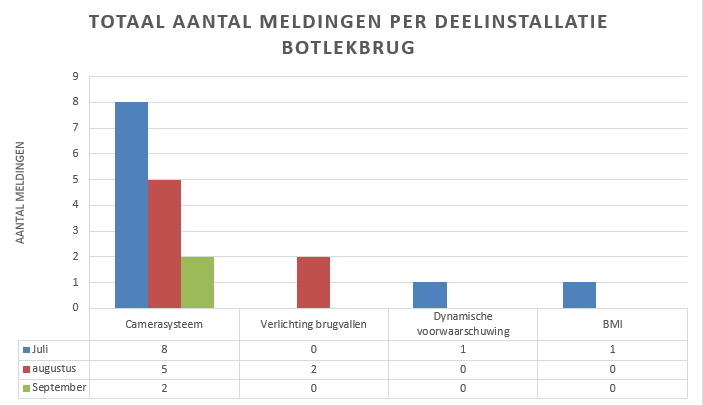 TOTAAL AANTAL MELDINGEN PER DEELINSTALLATIE
BOTLEKBRUG
AANTAL MELDINGEN
9
8
7
6
5
4
3
2
1
0
Camerasysteem Verlichting brugvallen Dynamische voorwaarschuwing BMI
Juli 8 0 1 1
augustus 5 2 0 0
September 2 0 0 0